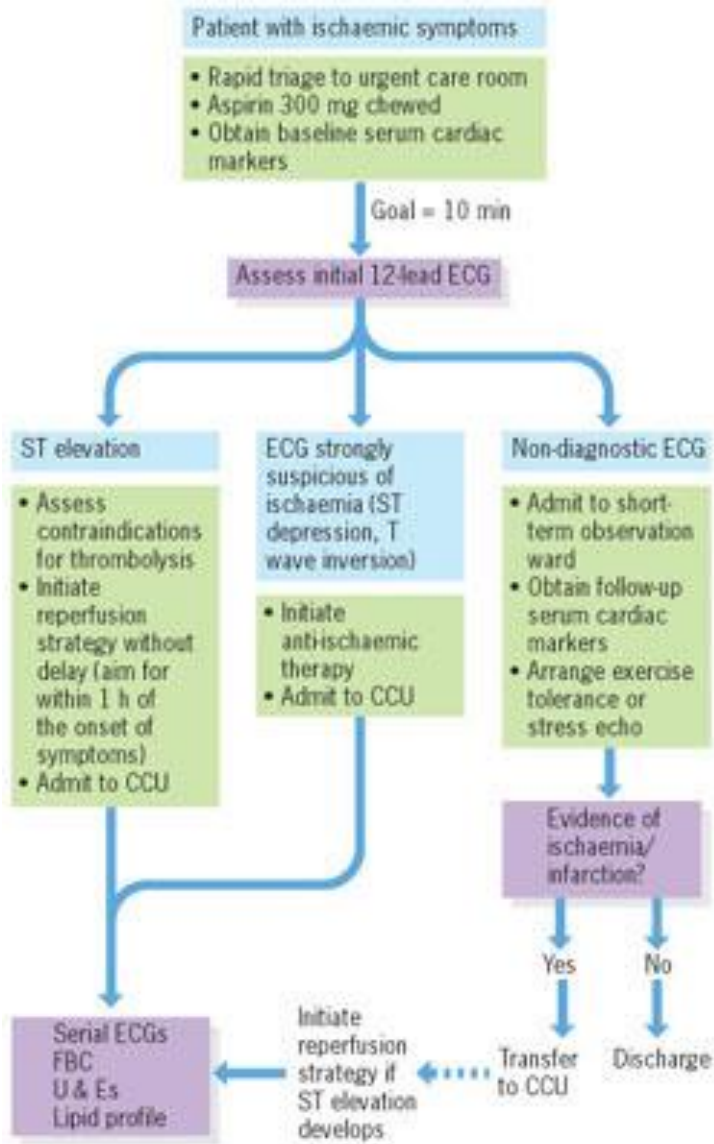 Patient with ischaemic symptoms
• Rapid triage to urgent care room
• Aspirin 300 mg chewed
• Obtain baseline serum cardiac
markers
Goal = 10 min
Assess initial 12-lead ECG
ST elevation
• Assess
contraindications
for thrombolysis
• Initiate
reperfusion
strategy without
delay (aim for
within 1 h of
the onset of
symptoms)
• Admit to CCU
ECG strongly
suspicious of
ischaemia (ST
depression, T
wave inversion)
• Initiate
anti-ischaemic
therapy
• Admit to CCU
Non-diagnostic ECG
• Admit to short-
term observation
ward
• Obtain follow-up
serum cardiac
markers
• Arrange exercise
tolerance or
stress echo
Evidence of
ischaemia/
infarction?
Yes
No
Transfer
to CCU
Discharge
Initiate
reperfusion
strategy if
ST elevation
develops
Serial ECGs
FBC
U & Es
Lipid profile